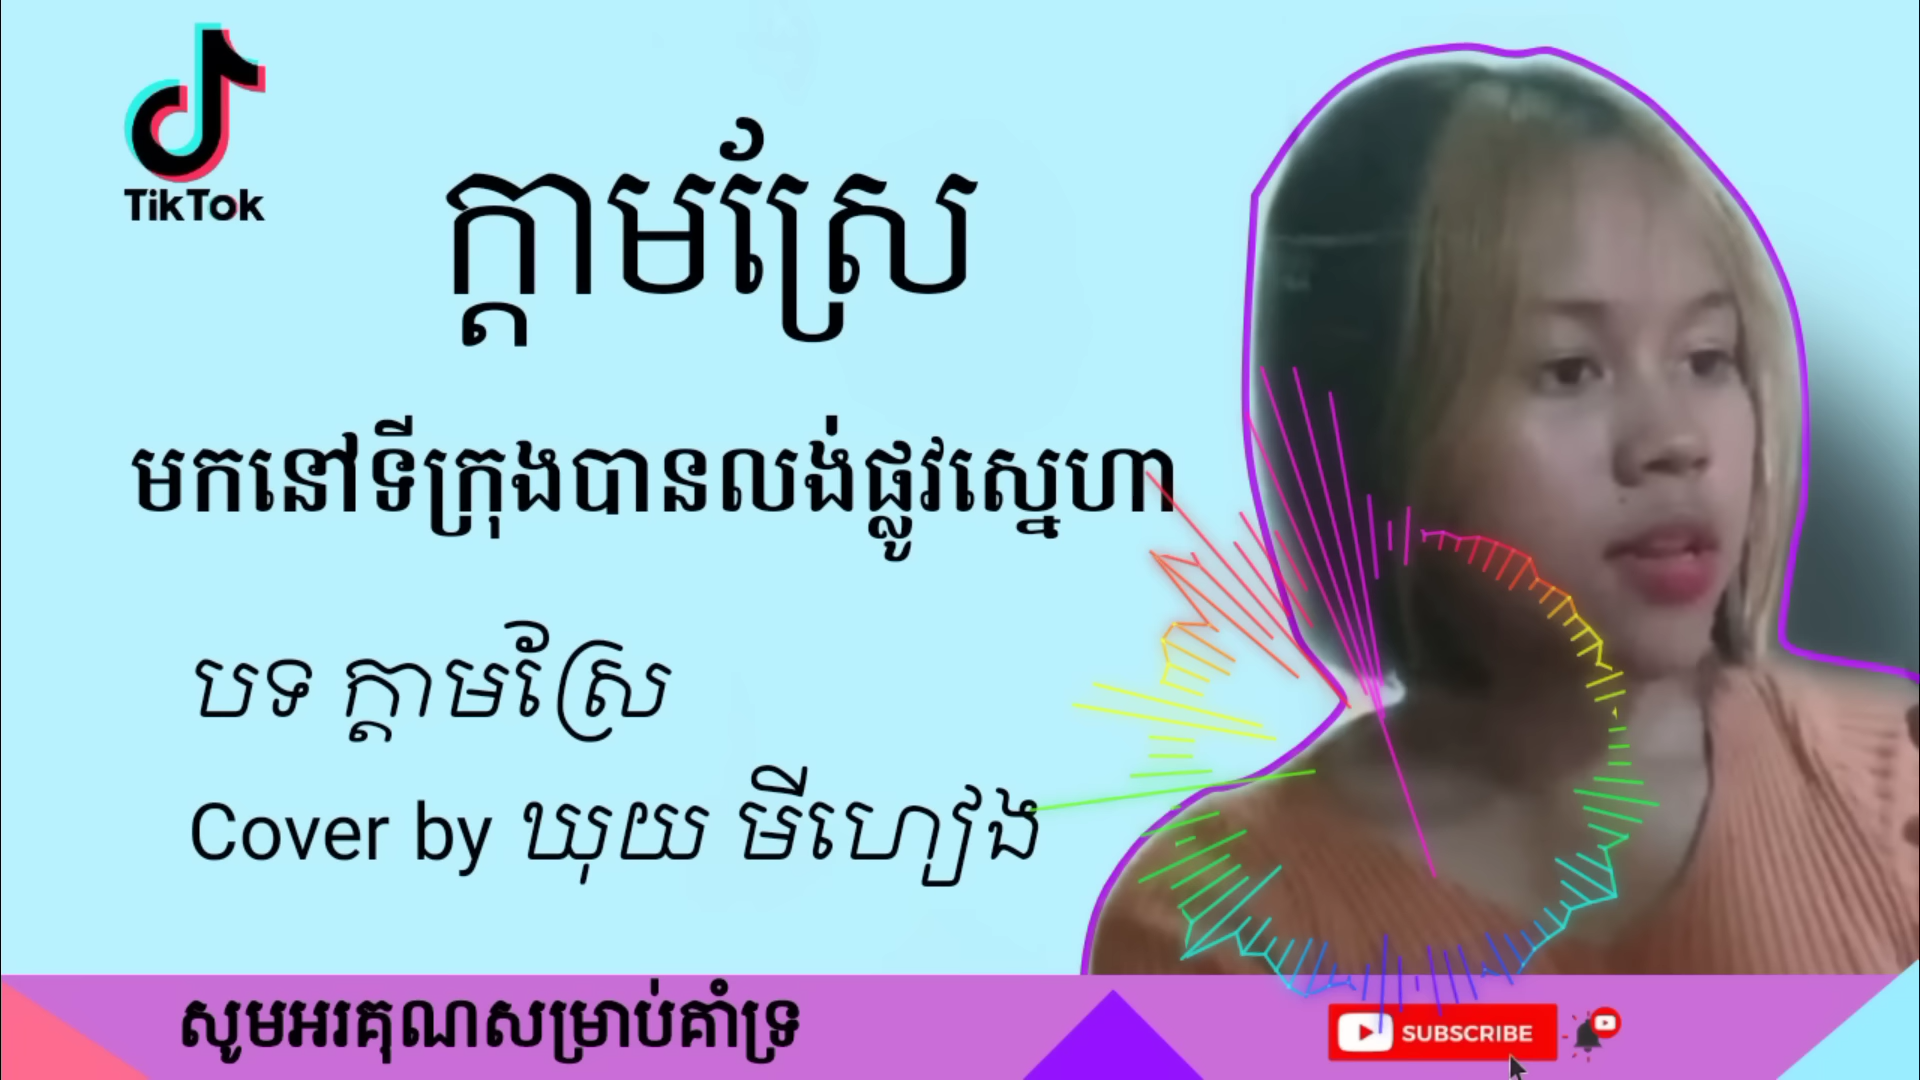 TikTok
ក្តាមស្រែ
មកនៅទីក្រុងបានលង់ផ្លូវស្នេហា
បទ ក្តាមស្រែ
Cover by ឃុយ មីហៀង
សូមអរគុណសម្រាប់គាំទ្រ
SUBSCRIBE